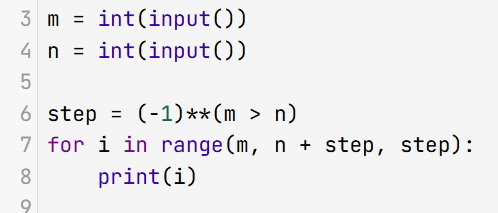 3 m = int(input())
4 n = int(input())
5
6 step = (-1)**(m > n)
7 for i in range(m, n + step, step):
8     print(i)
9